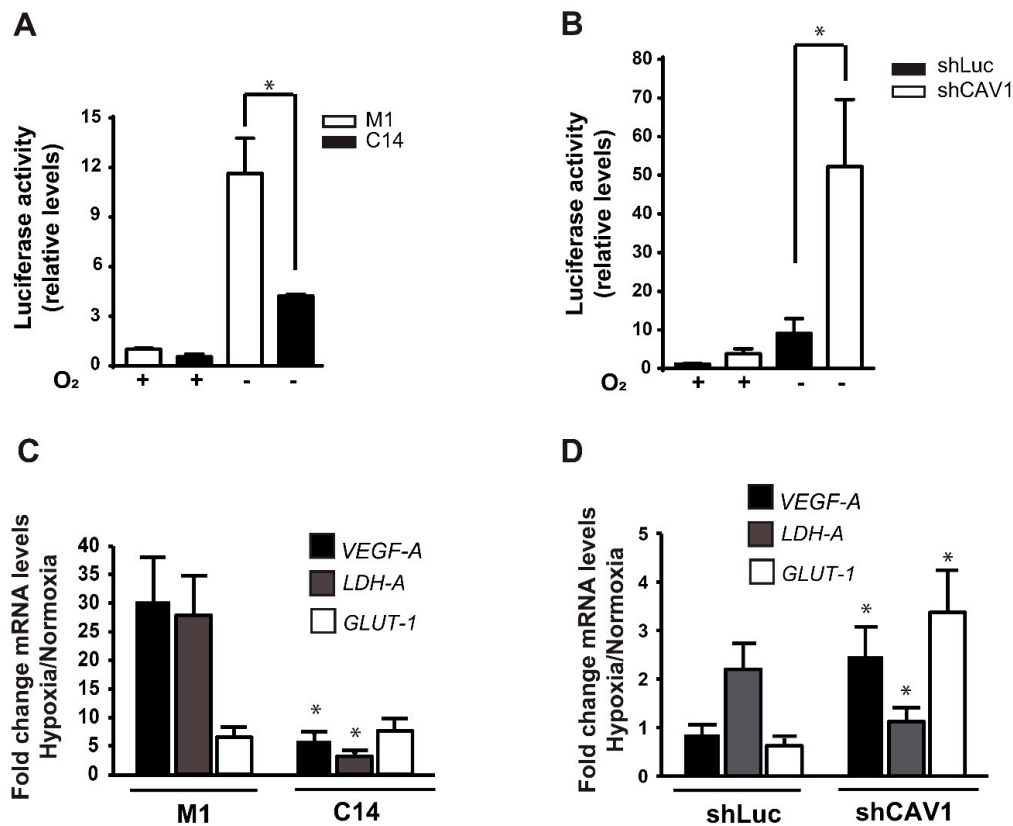 A
Luciferase activity
(relative levels)
15
12
9
6
3
0
*
M1
C14
O₂
+ + - -
B
Luciferase activity
(relative levels)
80
70
60
50
40
30
20
10
0
*
shLuc
shCAV1
O₂
+ + - -
C
Fold change mRNA levels
Hypoxia/Normoxia
40
35
30
25
20
15
10
5
0
VEGF-A
LDH-A
GLUT-1
* *
M1 C14
D
Fold change mRNA levels
Hypoxia/Normoxia
5
4
3
2
1
0
VEGF-A
LDH-A
GLUT-1
* * *
shLuc shCAV1